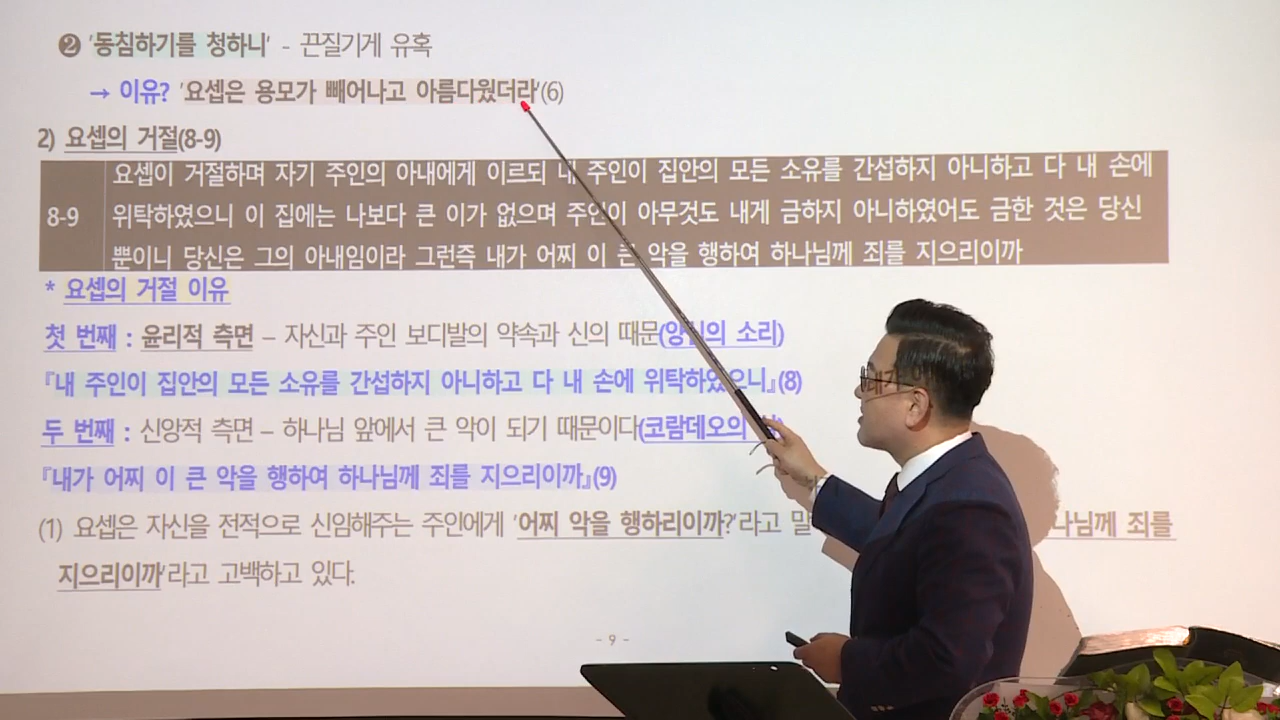 ❷ '동침하기를 청하니' - 끈질기게 유혹
→ 이유? '요셉은 용모가 빼어나고 아름다웠더라'(6)
2) 요셉의 거절(8-9)
8-9
요셉이 거절하며 자기 주인의 아내에게 이르되 내 주인이 집안의 모든 소유를 간섭하지 아니하고 다 내 손에
위탁하였으니 이 집에는 나보다 큰 이가 없으며 주인이 아무것도 내게 금하지 아니하였어도 금한 것은 당신
뿐이니 당신은 그의 아내임이라 그런즉 내가 어찌 이 큰 악을 행하여 하나님께 죄를 지으리이까
* 요셉의 거절 이유
첫 번째 : 윤리적 측면 – 자신과 주인 보디발의 약속과 신의 때문(양심의 소리)
『내 주인이 집안의 모든 소유를 간섭하지 아니하고 다 내 손에 위탁하였으니』(8)
두 번째 : 신앙적 측면 – 하나님 앞에서 큰 악이 되기 때문이다(코람데오의
『내가 어찌 이 큰 악을 행하여 하나님께 죄를 지으리이까』(9)
(1) 요셉은 자신을 전적으로 신임해주는 주인에게 '어찌 악을 행하리이까?'라고 말 나님께 죄를
지으리이까'라고 고백하고 있다.
- 9 -